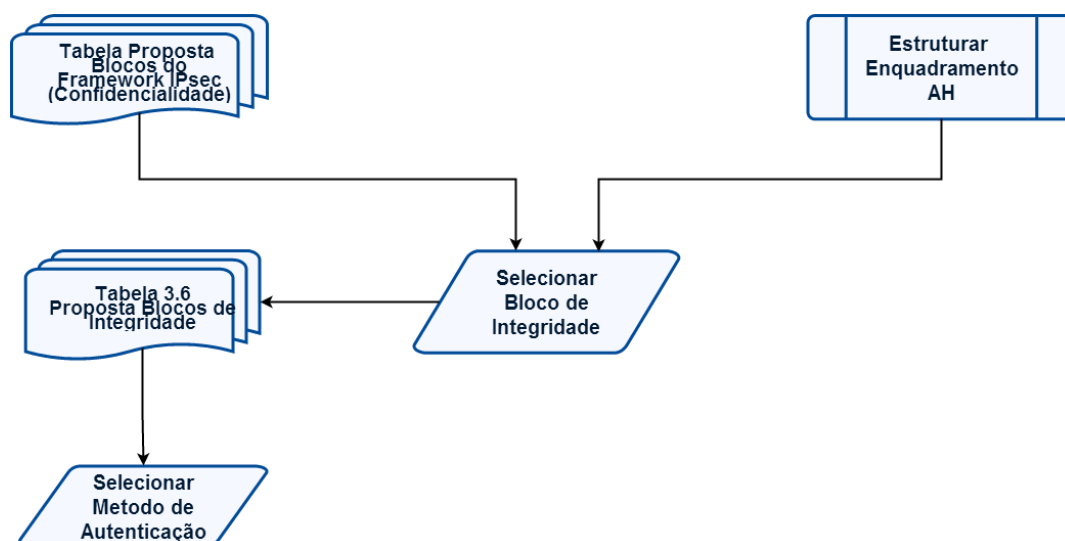 Tabela Proposta
Blocos do
Framework IPsec
(Confidencialidade)
Estruturar
Enquadramento
AH
Selecionar
Bloco de
Integridade
Tabela 3.6
Proposta Blocos de
Integridade
Selecionar
Metodo de
Autenticação